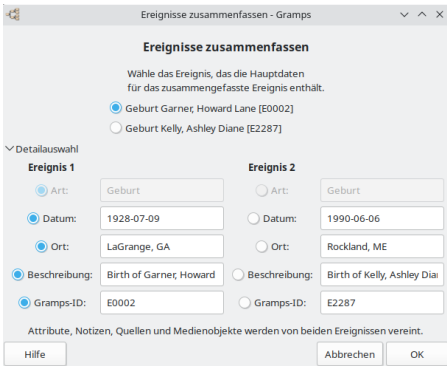 Ereignisse zusammenfassen - Gramps
Ereignisse zusammenfassen
Wähle das Ereignis, das die Hauptdaten
für das zusammengefasste Ereignis enthält.
Geburt Garner, Howard Lane [E0002]
Geburt Kelly, Ashley Diane [E2287]
Detailauswahl
Ereignis 1 Ereignis 2
Art: Geburt Art: Geburt
Datum: 1928-07-09 Datum: 1990-06-06
Ort: LaGrange, GA Ort: Rockland, ME
Beschreibung: Birth of Garner, Howard Beschreibung: Birth of Kelly, Ashley Dia
Gramps-ID: E0002 Gramps-ID: E2287
Attribute, Notizen, Quellen und Medienobjekte werden von beiden Ereignissen vereint.
Hilfe Abbrechen OK